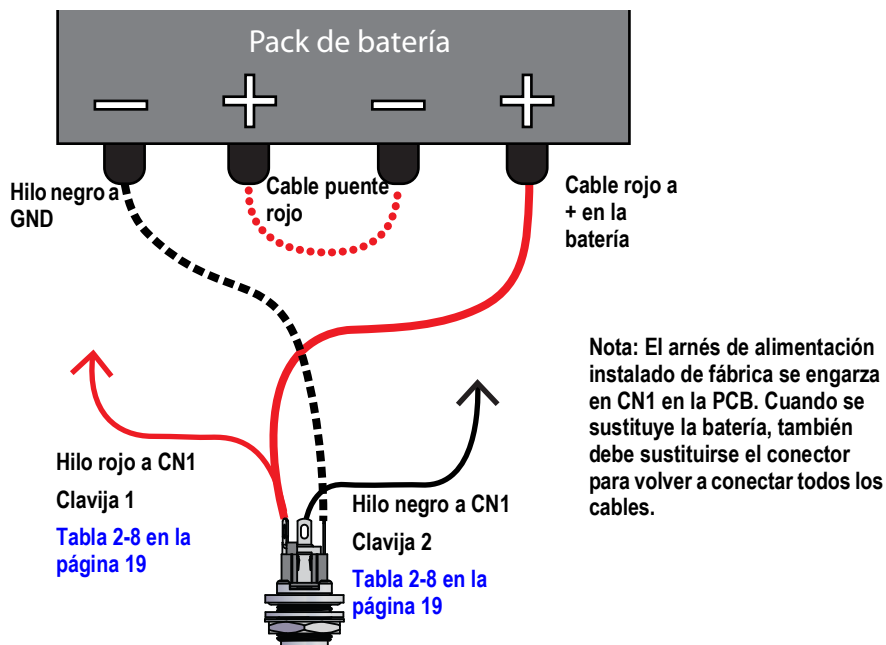 Pack de batería
Hilo negro a
GND
Cable puente
rojo
Cable rojo a
+ en la
batería
Nota: El arnés de alimentación
instalado de fábrica se engarza
en CN1 en la PCB. Cuando se
sustituye la batería, también
debe sustituirse el conector
para volver a conectar todos los
cables.
Hilo rojo a CN1
Clavija 1
Tabla 2-8 en la
página 19
Hilo negro a CN1
Clavija 2
Tabla 2-8 en la
página 19